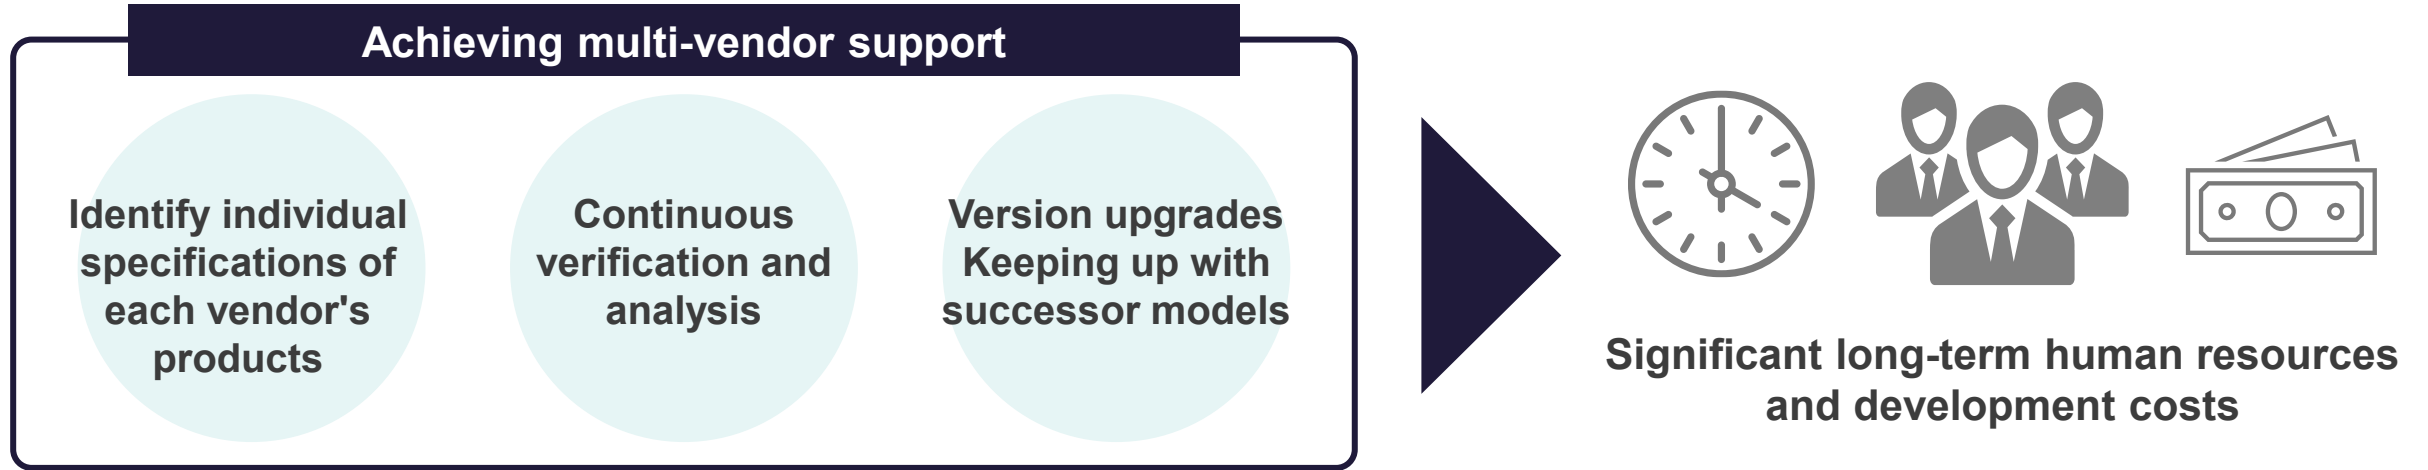 Achieving multi-vendor support
Identify individual
specifications of
each vendor's
products
Continuous
verification and
analysis
Version upgrades
Keeping up with
successor models
Significant long-term human resources
and development costs